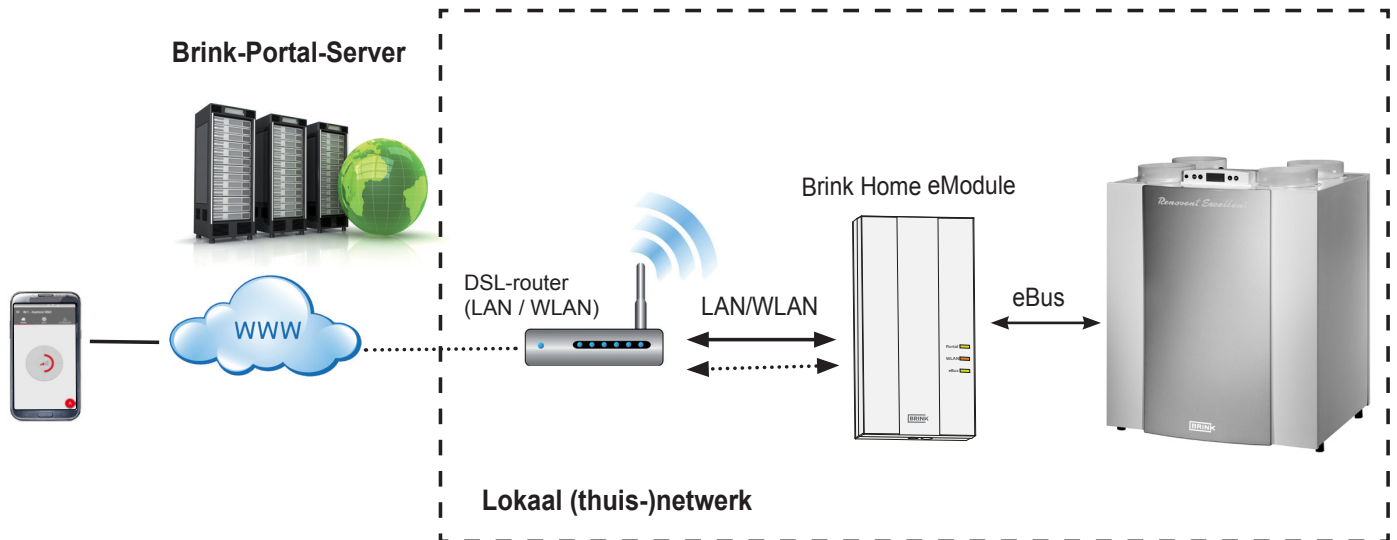 Brink-Portal-Server
Brink Home eModule
Renovent Excellent
DSL-router
(LAN / WLAN)
LAN/WLAN
eBus
WWW
Portal
WLAN
eBus
BRINK
BRINK
Lokaal (thuis-)netwerk